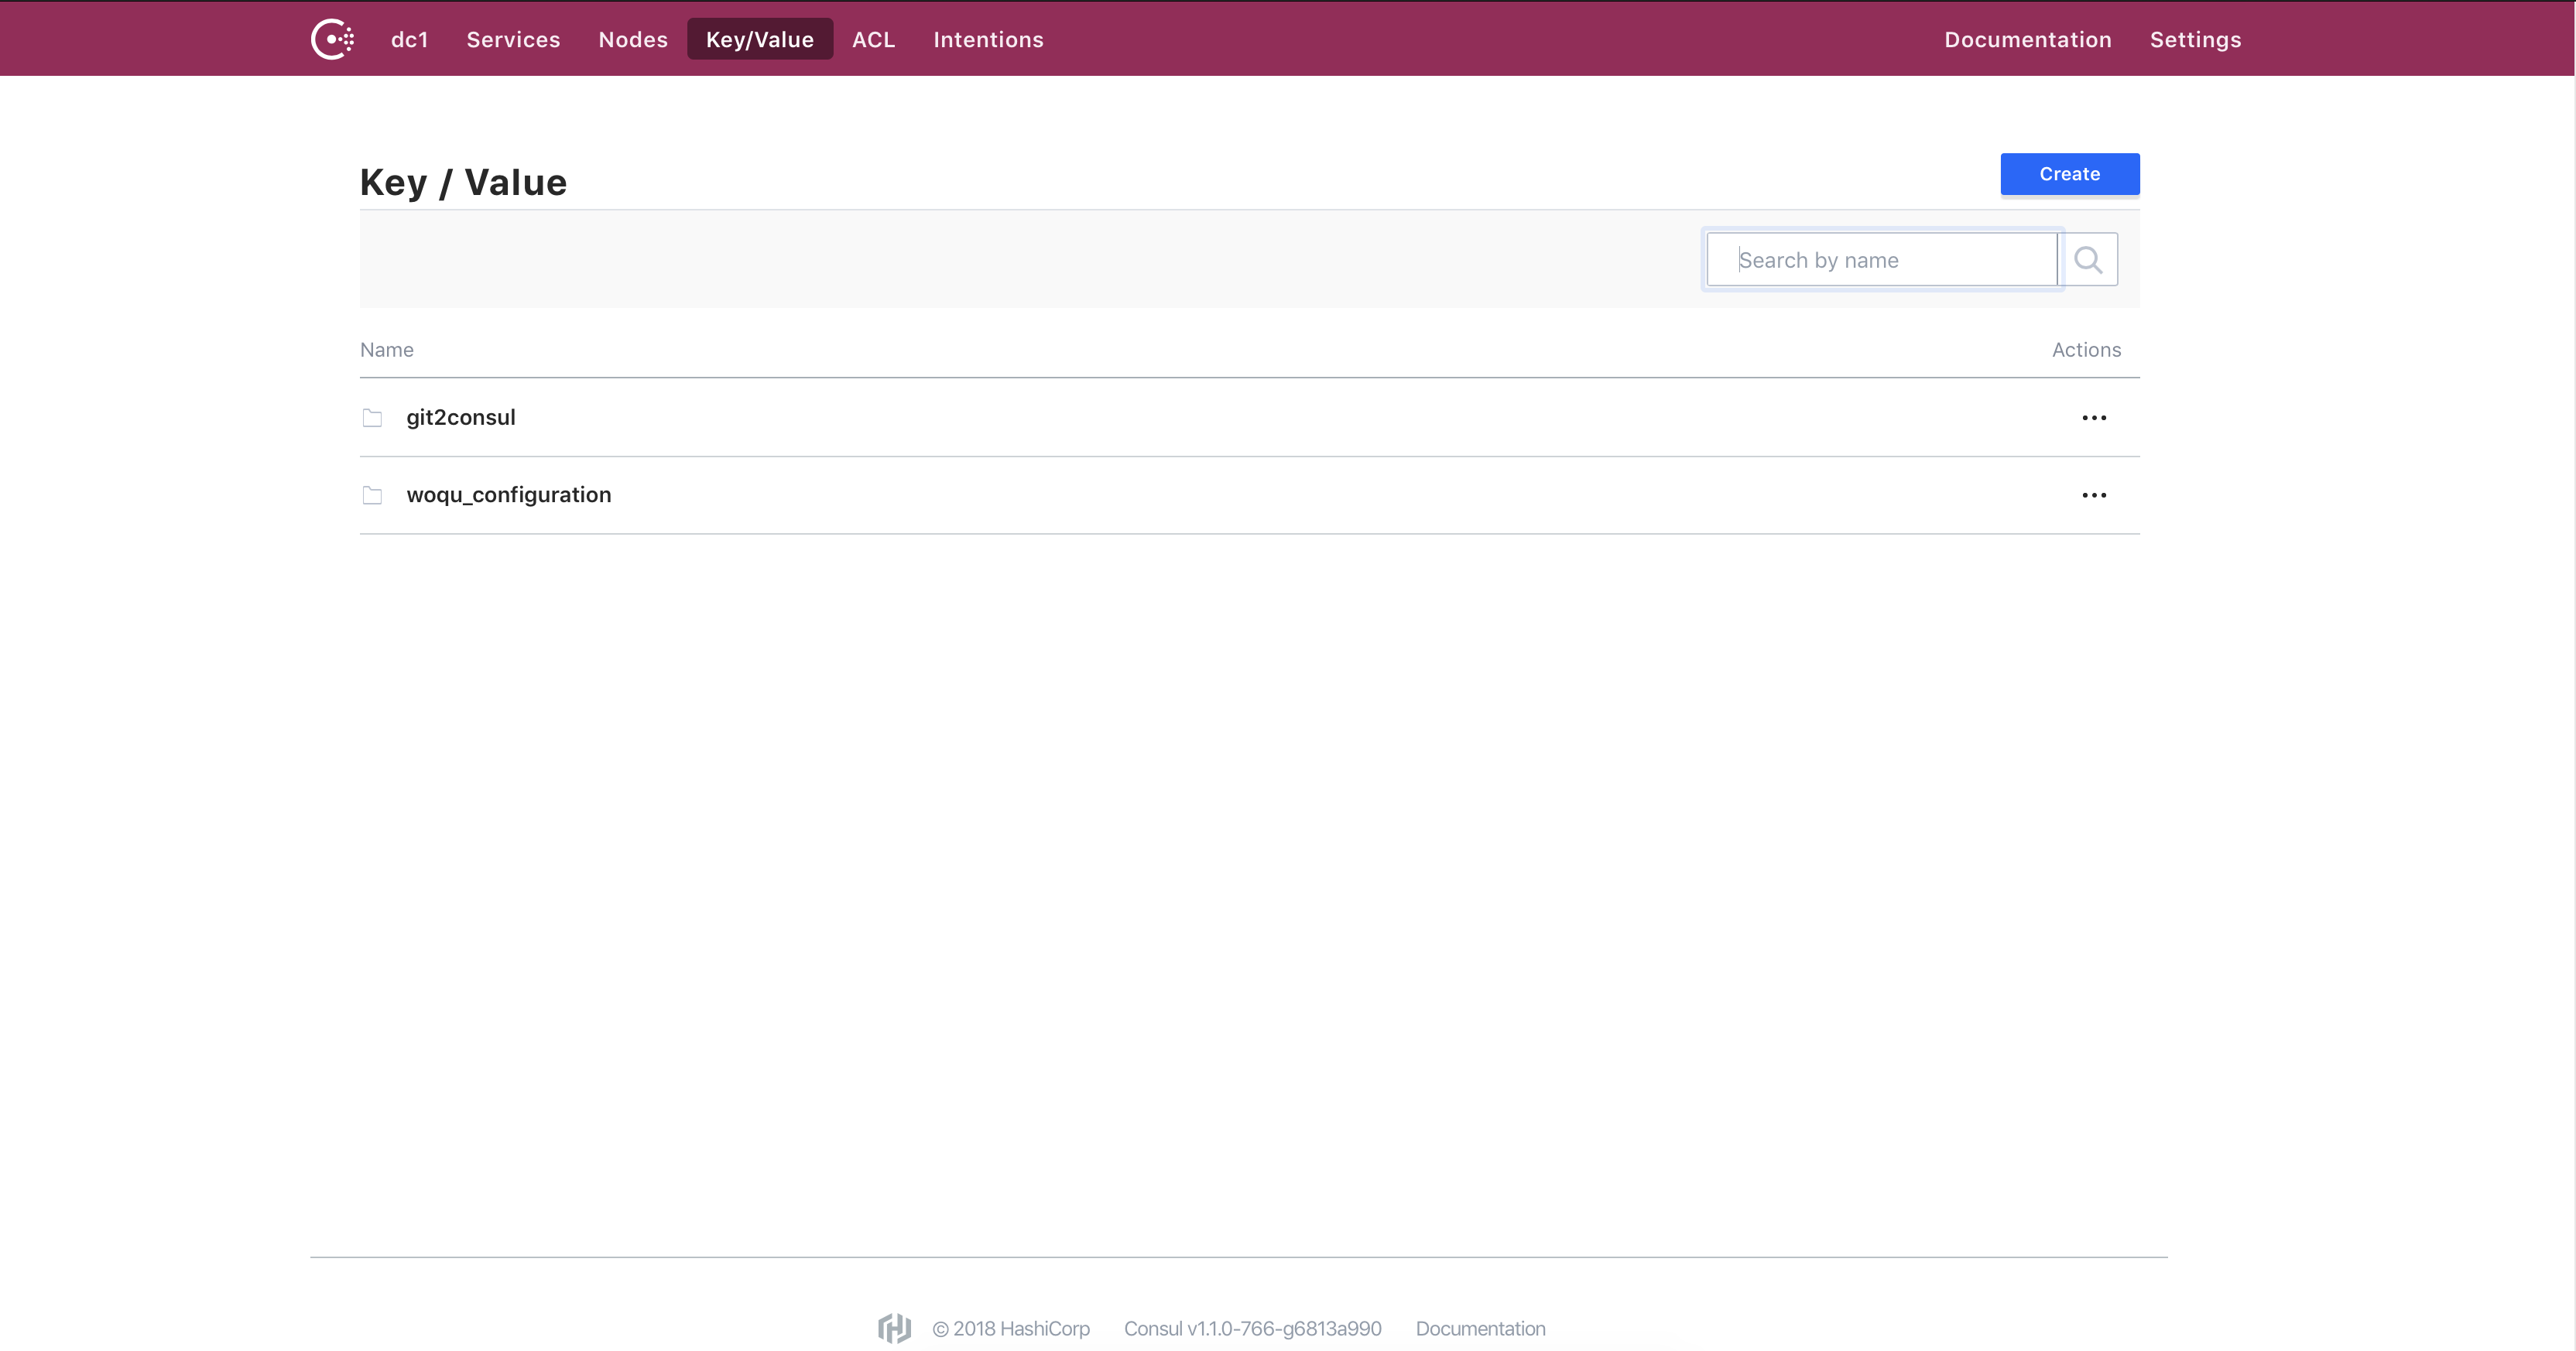 dc1 Services Nodes Key/Value ACL Intentions Documentation Settings
Key / Value
Create
Search by name
Name Actions
git2consul
woqu_configuration
© 2018 HashiCorp Consul v1.1.0-766-g6813a990 Documentation